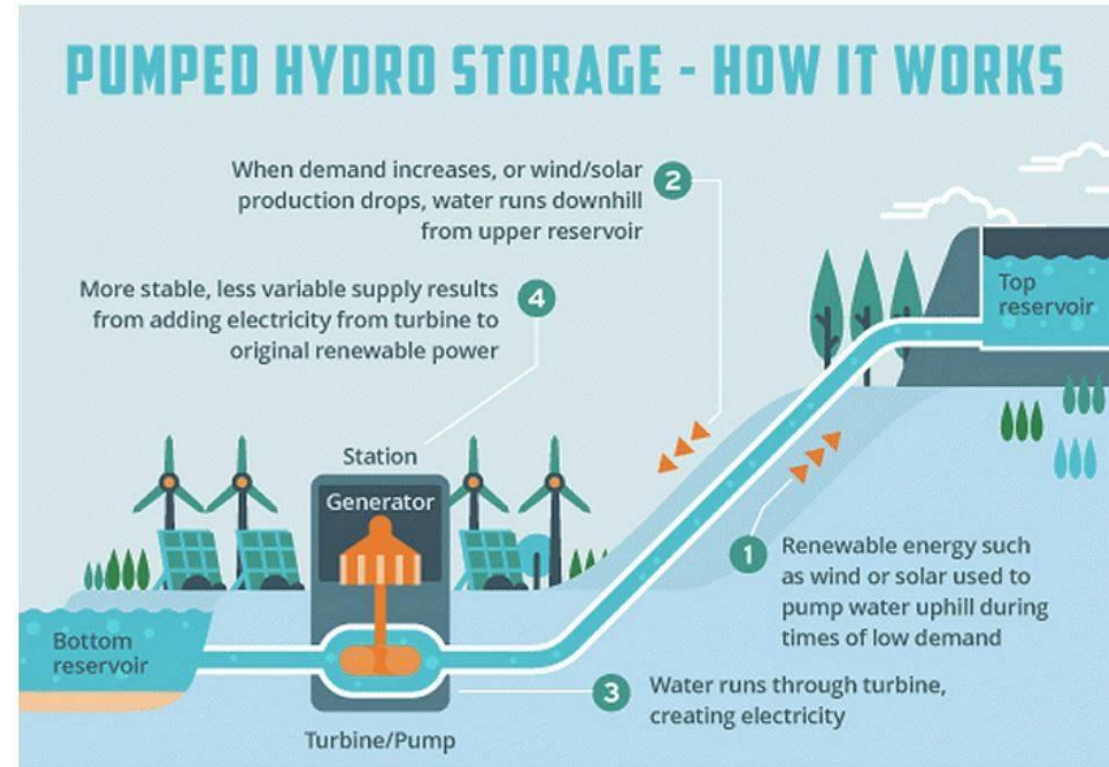 PUMPED HYDRO STORAGE - HOW IT WORKS
When demand increases, or wind/solar
production drops, water runs downhill
from upper reservoir
2
More stable, less variable supply results
from adding electricity from turbine to
original renewable power
4
Top
reservoir
Station
Generator
1
Renewable energy such
as wind or solar used to
pump water uphill during
times of low demand
Bottom
reservoir
3
Water runs through turbine,
creating electricity
Turbine/Pump